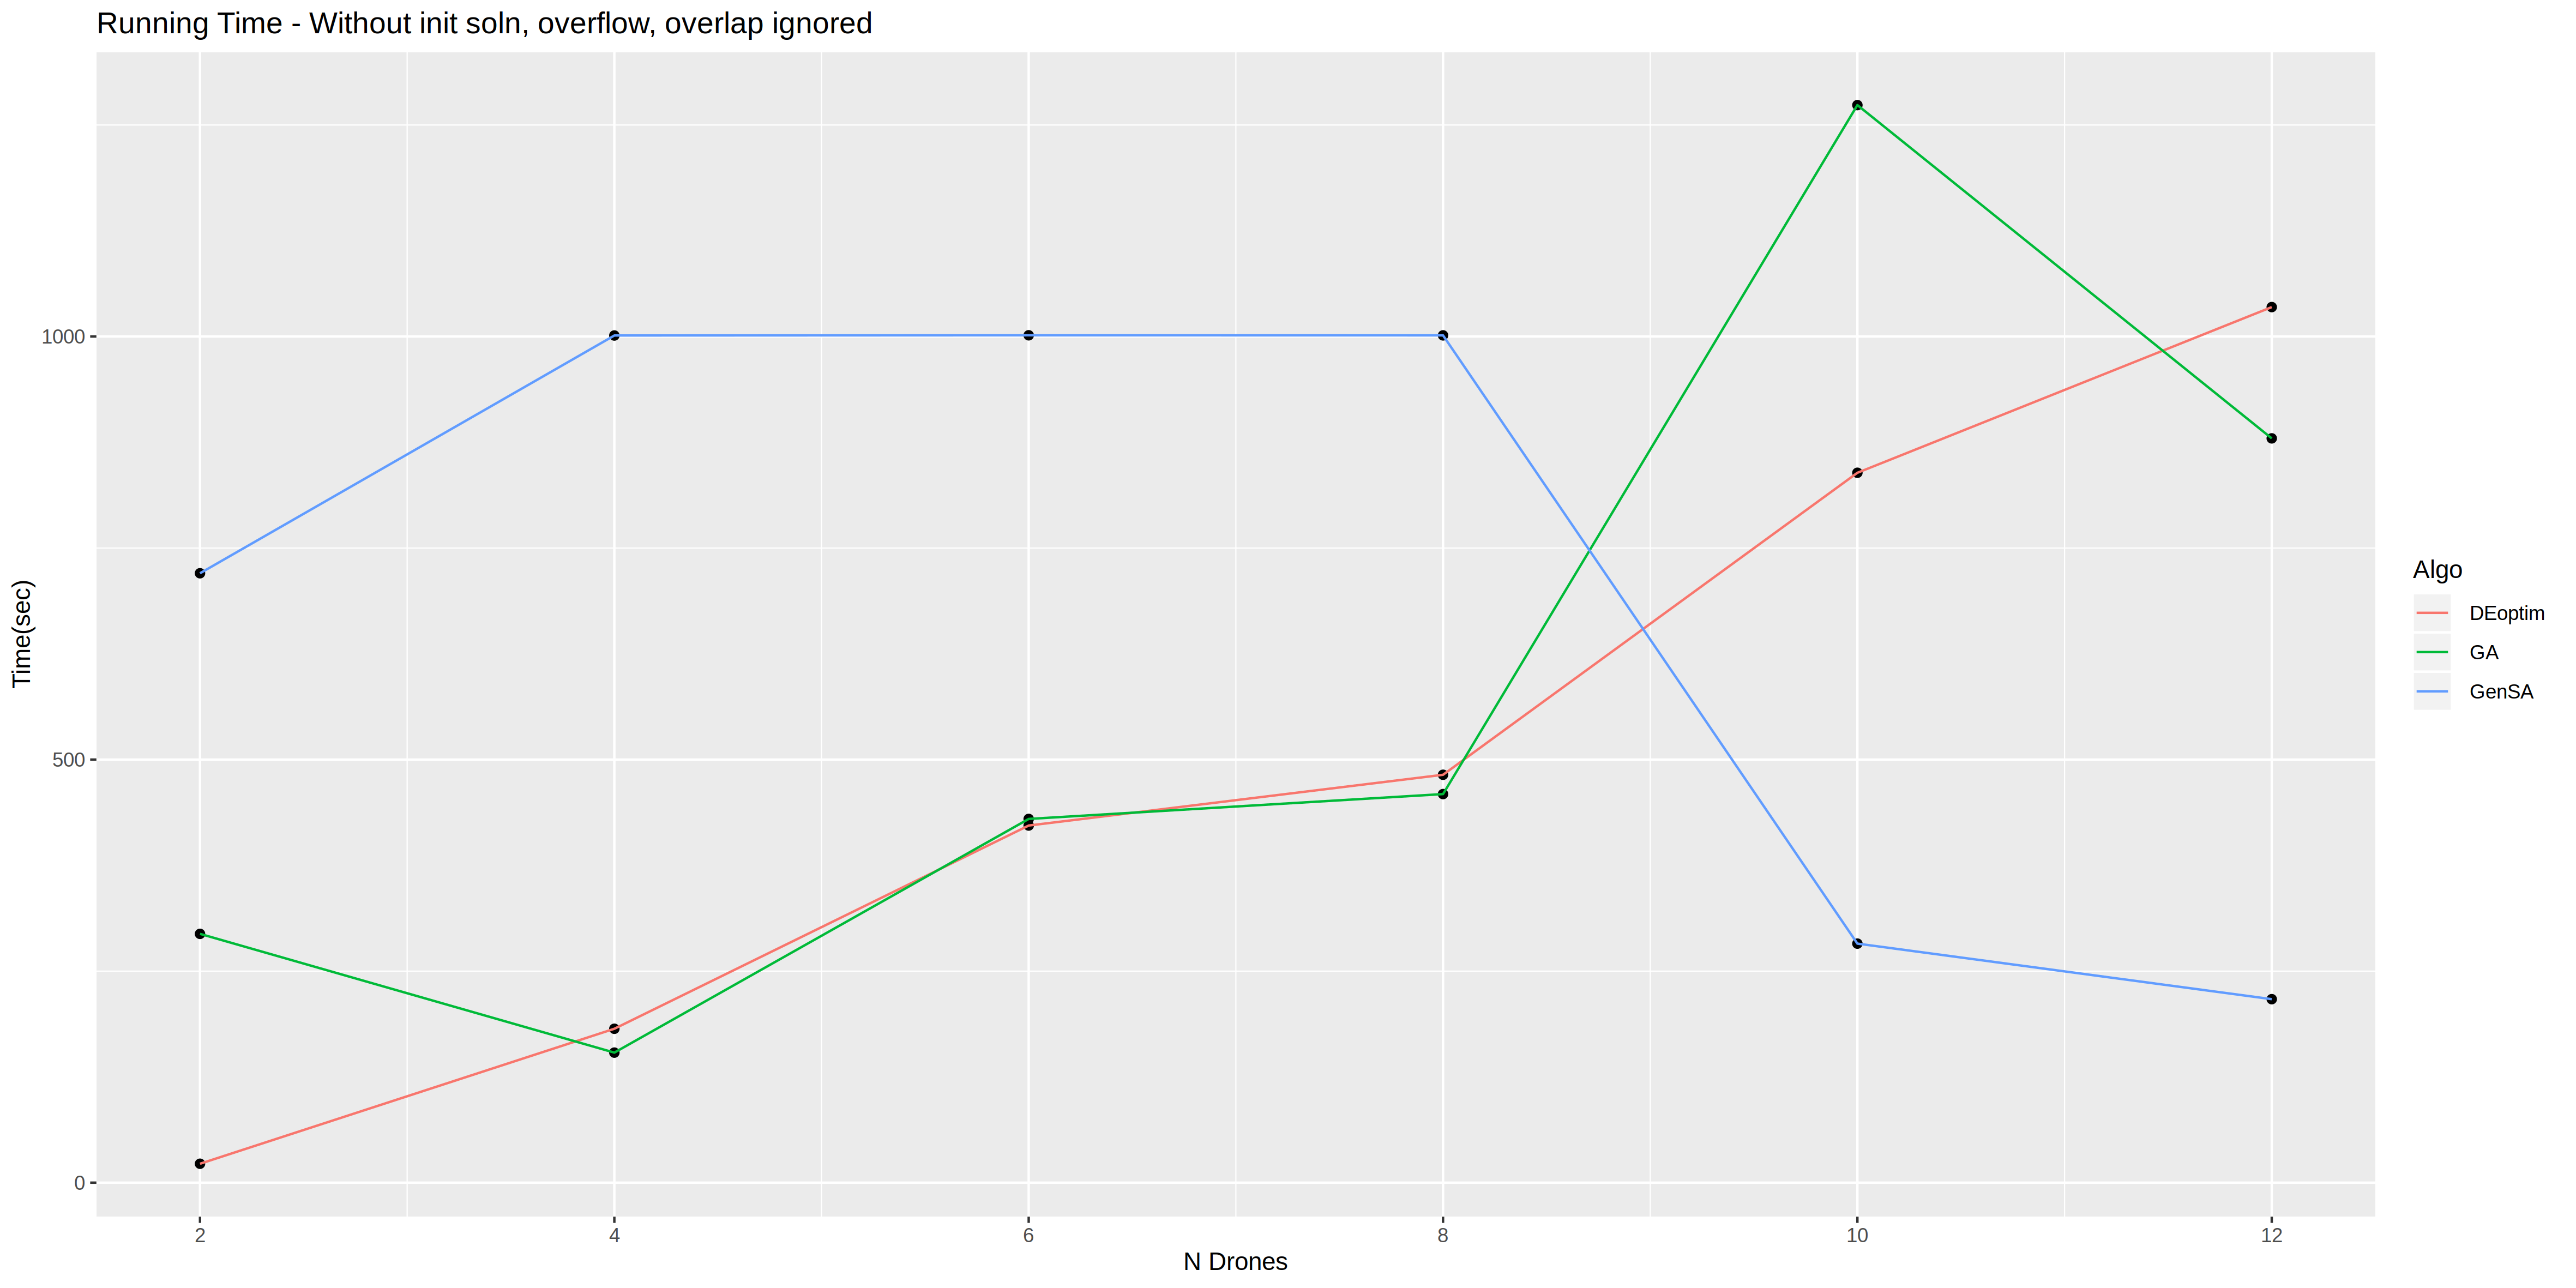 Running Time - Without init soln, overflow, overlap ignored
Time(sec)
1000
500
0
2 4 6 8 10 12
N Drones
Algo
DEoptim
GA
GenSA